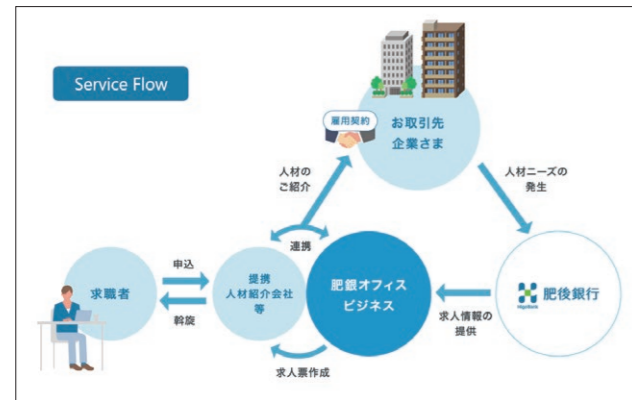 Service Flow
雇用契約
お取引先
企業さま
人材の
ご紹介
人材ニーズの
発生
連携
求職者
申込
斡旋
提携
人材紹介会社
等
肥銀オフィス
ビジネス
求人情報の
提供
肥後銀行
求人票作成